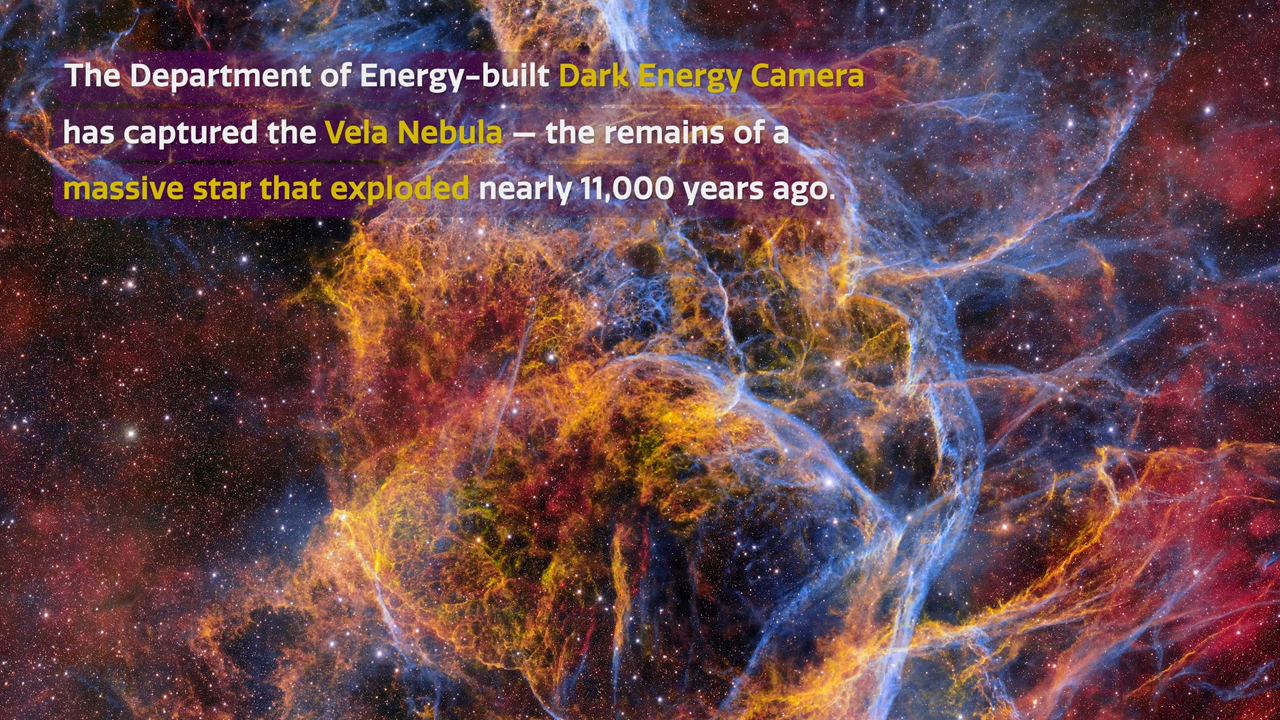 The Department of Energy–built Dark Energy Camera
has captured the Vela Nebula — the remains of a
massive star that exploded nearly 11,000 years ago.